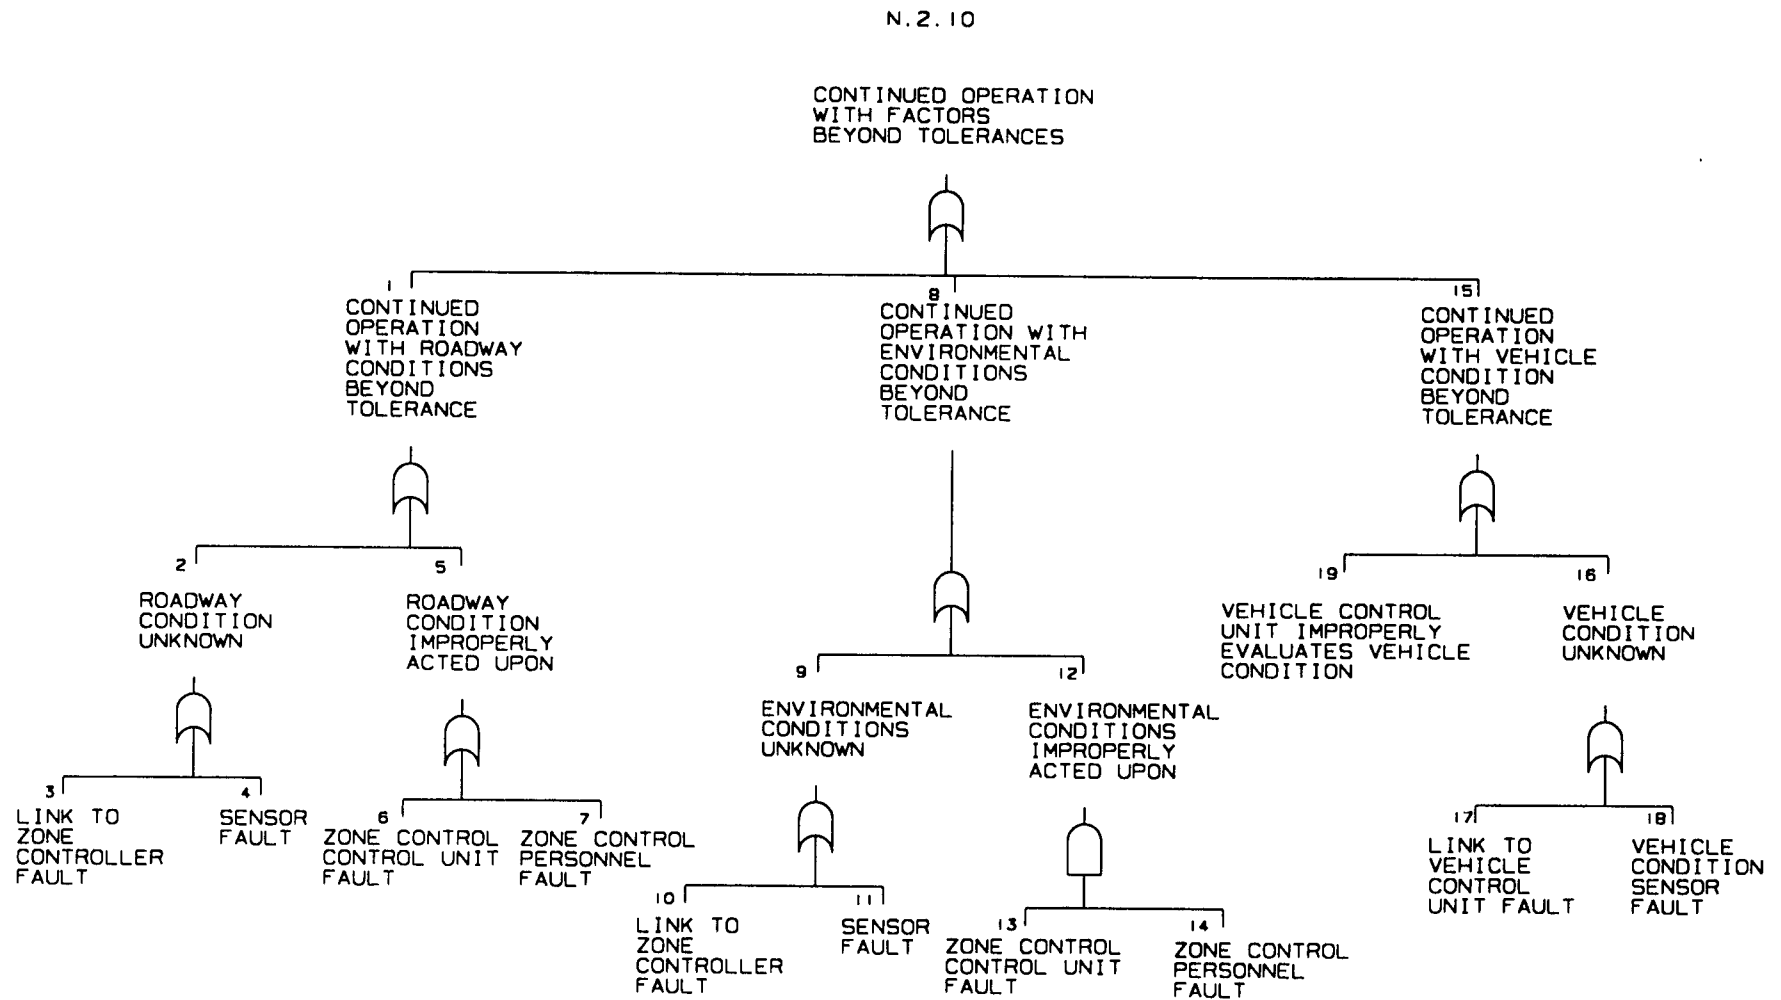 N.2.10
CONTINUED OPERATION
WITH FACTORS
BEYOND TOLERANCES
1
CONTINUED
OPERATION
WITH ROADWAY
CONDITIONS
BEYOND
TOLERANCE
8
CONTINUED
OPERATION WITH
ENVIRONMENTAL
CONDITIONS
BEYOND
TOLERANCE
15
CONTINUED
OPERATION
WITH VEHICLE
CONDITION
BEYOND
TOLERANCE
2
ROADWAY
CONDITION
UNKNOWN
5
ROADWAY
CONDITION
IMPROPERLY
ACTED UPON
9
ENVIRONMENTAL
CONDITIONS
UNKNOWN
12
ENVIRONMENTAL
CONDITIONS
IMPROPERLY
ACTED UPON
19
VEHICLE CONTROL
UNIT IMPROPERLY
EVALUATES VEHICLE
CONDITION
16
VEHICLE
CONDITION
UNKNOWN
3
LINK TO
ZONE
CONTROLLER
FAULT
4
SENSOR
FAULT
6
ZONE CONTROL
CONTROL UNIT
FAULT
7
ZONE CONTROL
PERSONNEL
FAULT
10
LINK TO
ZONE
CONTROLLER
FAULT
11
SENSOR
FAULT
13
ZONE CONTROL
CONTROL UNIT
FAULT
14
ZONE CONTROL
PERSONNEL
FAULT
17
LINK TO
VEHICLE
CONTROL
UNIT FAULT
18
VEHICLE
CONDITION
SENSOR
FAULT